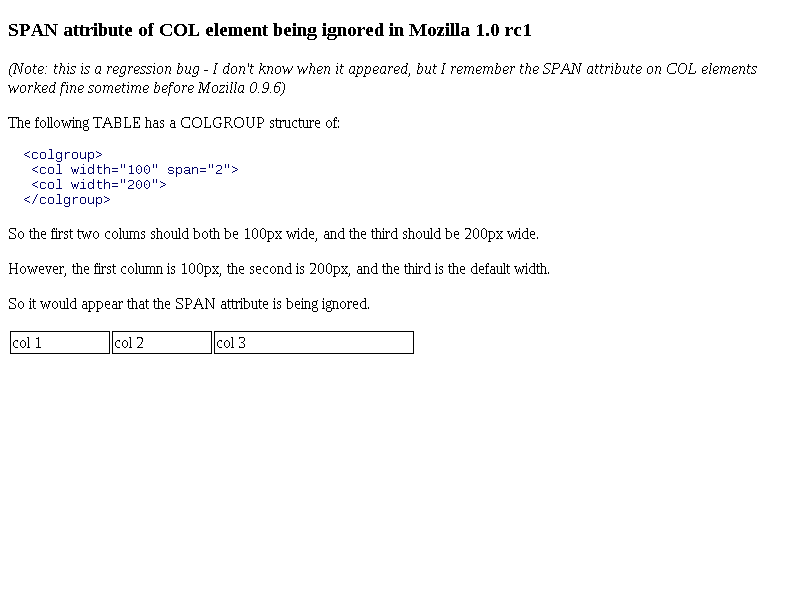 SPAN attribute of COL element being ignored in Mozilla 1.0 rc1
(Note: this is a regression bug - I don't know when it appeared, but I remember the SPAN attribute on COL elements
worked fine sometime before Mozilla 0.9.6)
The following TABLE has a COLGROUP structure of:
<colgroup>
<col width="100" span="2">
<col width="200">
</colgroup>
So the first two colums should both be 100px wide, and the third should be 200px wide.
However, the first column is 100px, the second is 200px, and the third is the default width.
So it would appear that the SPAN attribute is being ignored.
col 1 col 2 col 3